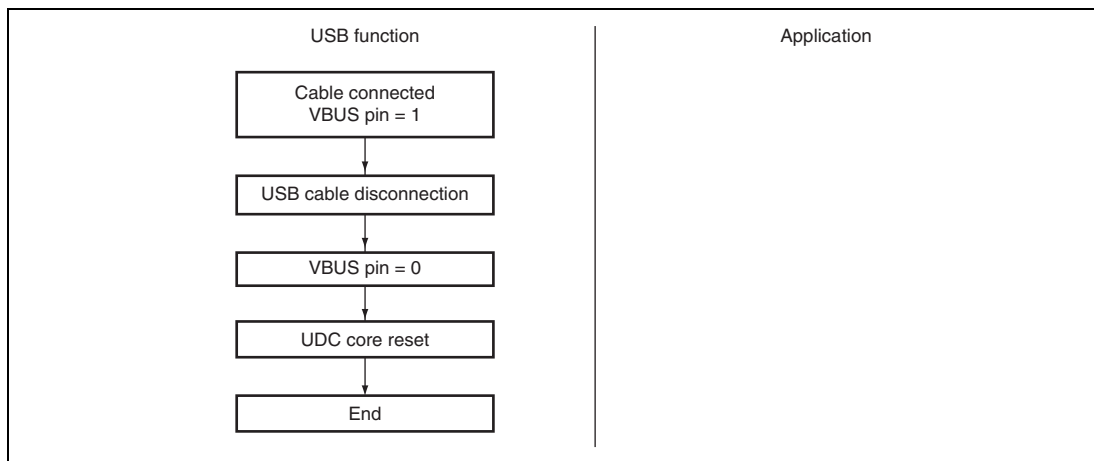 USB function
Application
Cable connected
VBUS pin = 1
USB cable disconnection
VBUS pin = 0
UDC core reset
End